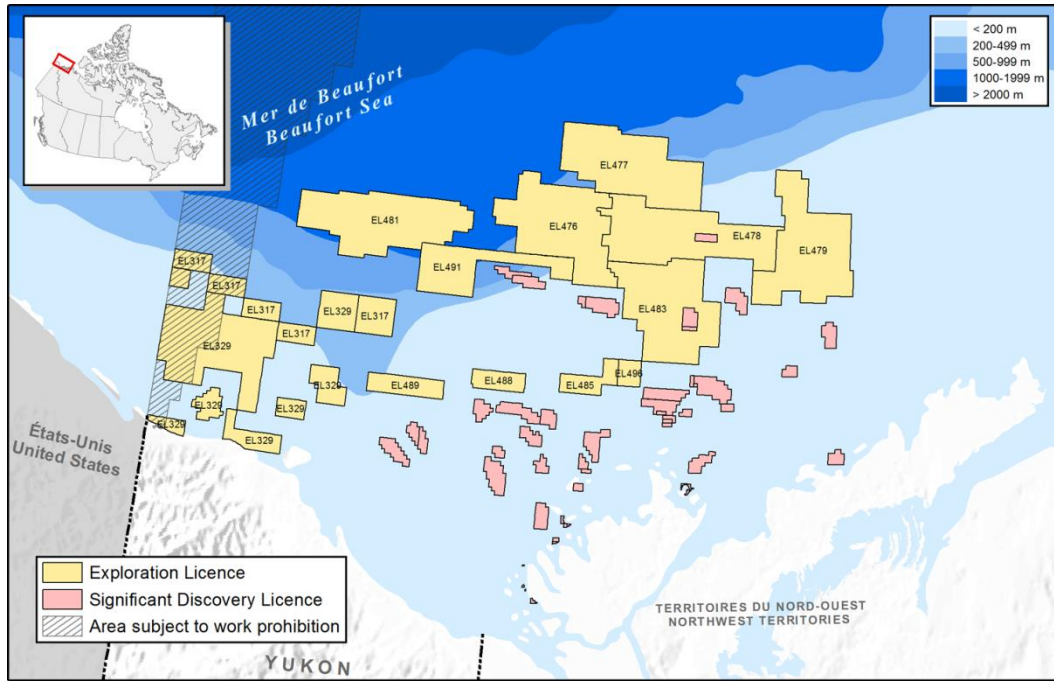 < 200 m
200-499 m
500-999 m
1000-1999 m
> 2000 m
Mer de Beaufort
Beaufort Sea
EL477
EL481
EL476
EL478
EL479
EL317
EL491
EL317
EL317
EL329
EL317
EL483
EL317
EL329
EL329
EL489
EL488
EL485
EL496
EL329
EL329
EL329
EL329
États-Unis
United States
Exploration Licence
Significant Discovery Licence
Area subject to work prohibition
TERRITOIRES DU NORD-OUEST
NORTHWEST TERRITORIES
YUKON